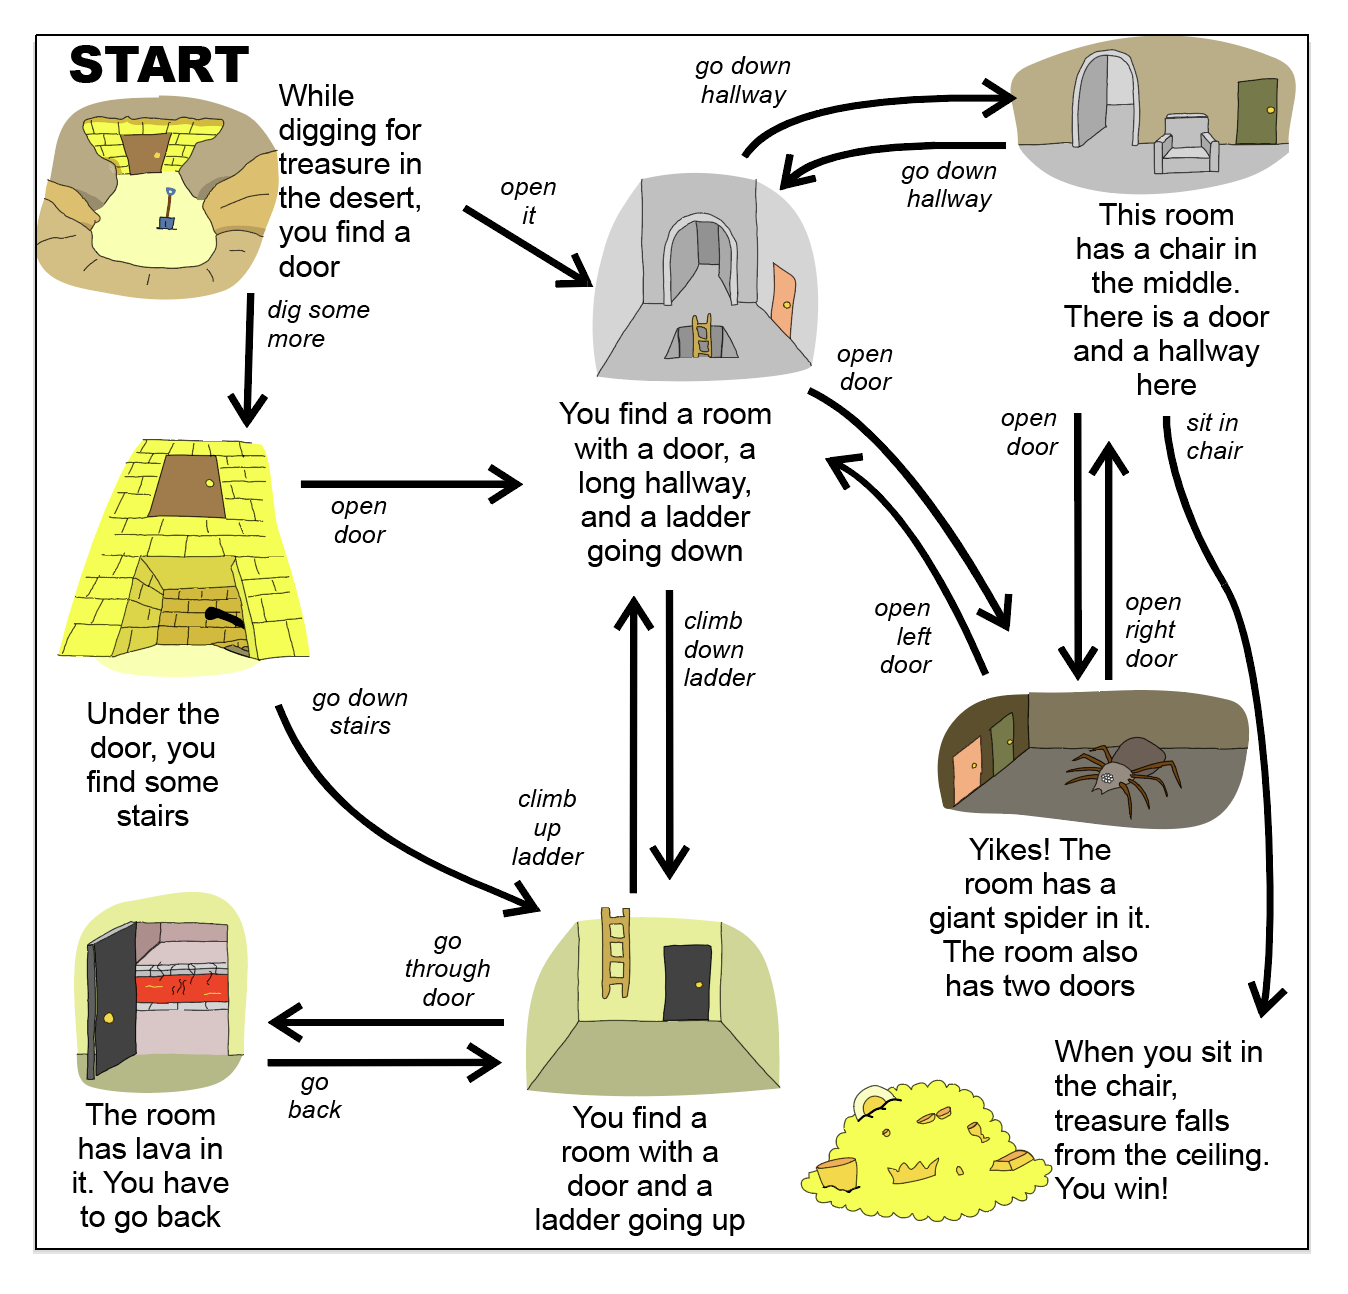 START
While
digging for
treasure in
the desert,
you find a
door
open
it
dig some
more
go down
hallway
go down
hallway
This room
has a chair in
the middle.
There is a door
and a hallway
here
You find a room
with a door, a
long hallway,
and a ladder
going down
open
door
open
door
sit in
chair
open
door
open
left
door
open
right
door
climb
down
ladder
Under the
door, you
find some
stairs
go down
stairs
climb
up
ladder
Yikes! The
room has a
giant spider in it.
The room also
has two doors
go
through
door
go
back
The room
has lava in
it. You have
to go back
You find a
room with a
door and a
ladder going up
When you sit in
the chair,
treasure falls
from the ceiling.
You win!